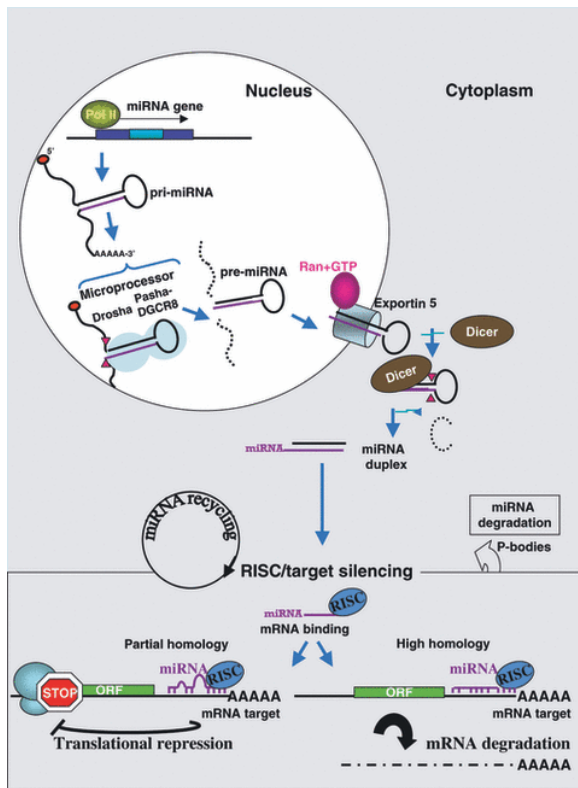 Nucleus
Cytoplasm
Pol II
miRNA gene
5'
pri-miRNA
AAAAA-3'
Microprocessor
Drosha
Pasha-
DGCR8
pre-miRNA
Ran+GTP
Exportin 5
Dicer
Dicer
miRNA
miRNA
duplex
miRNA recycling
miRNA
degradation
P-bodies
RISC/target silencing
miRNA
RISC
mRNA binding
Partial homology
High homology
miRNA
RISC
STOP
ORF
AAAAA
mRNA target
Translational repression
miRNA
RISC
ORF
AAAAA
mRNA target
mRNA degradation
AAAAA